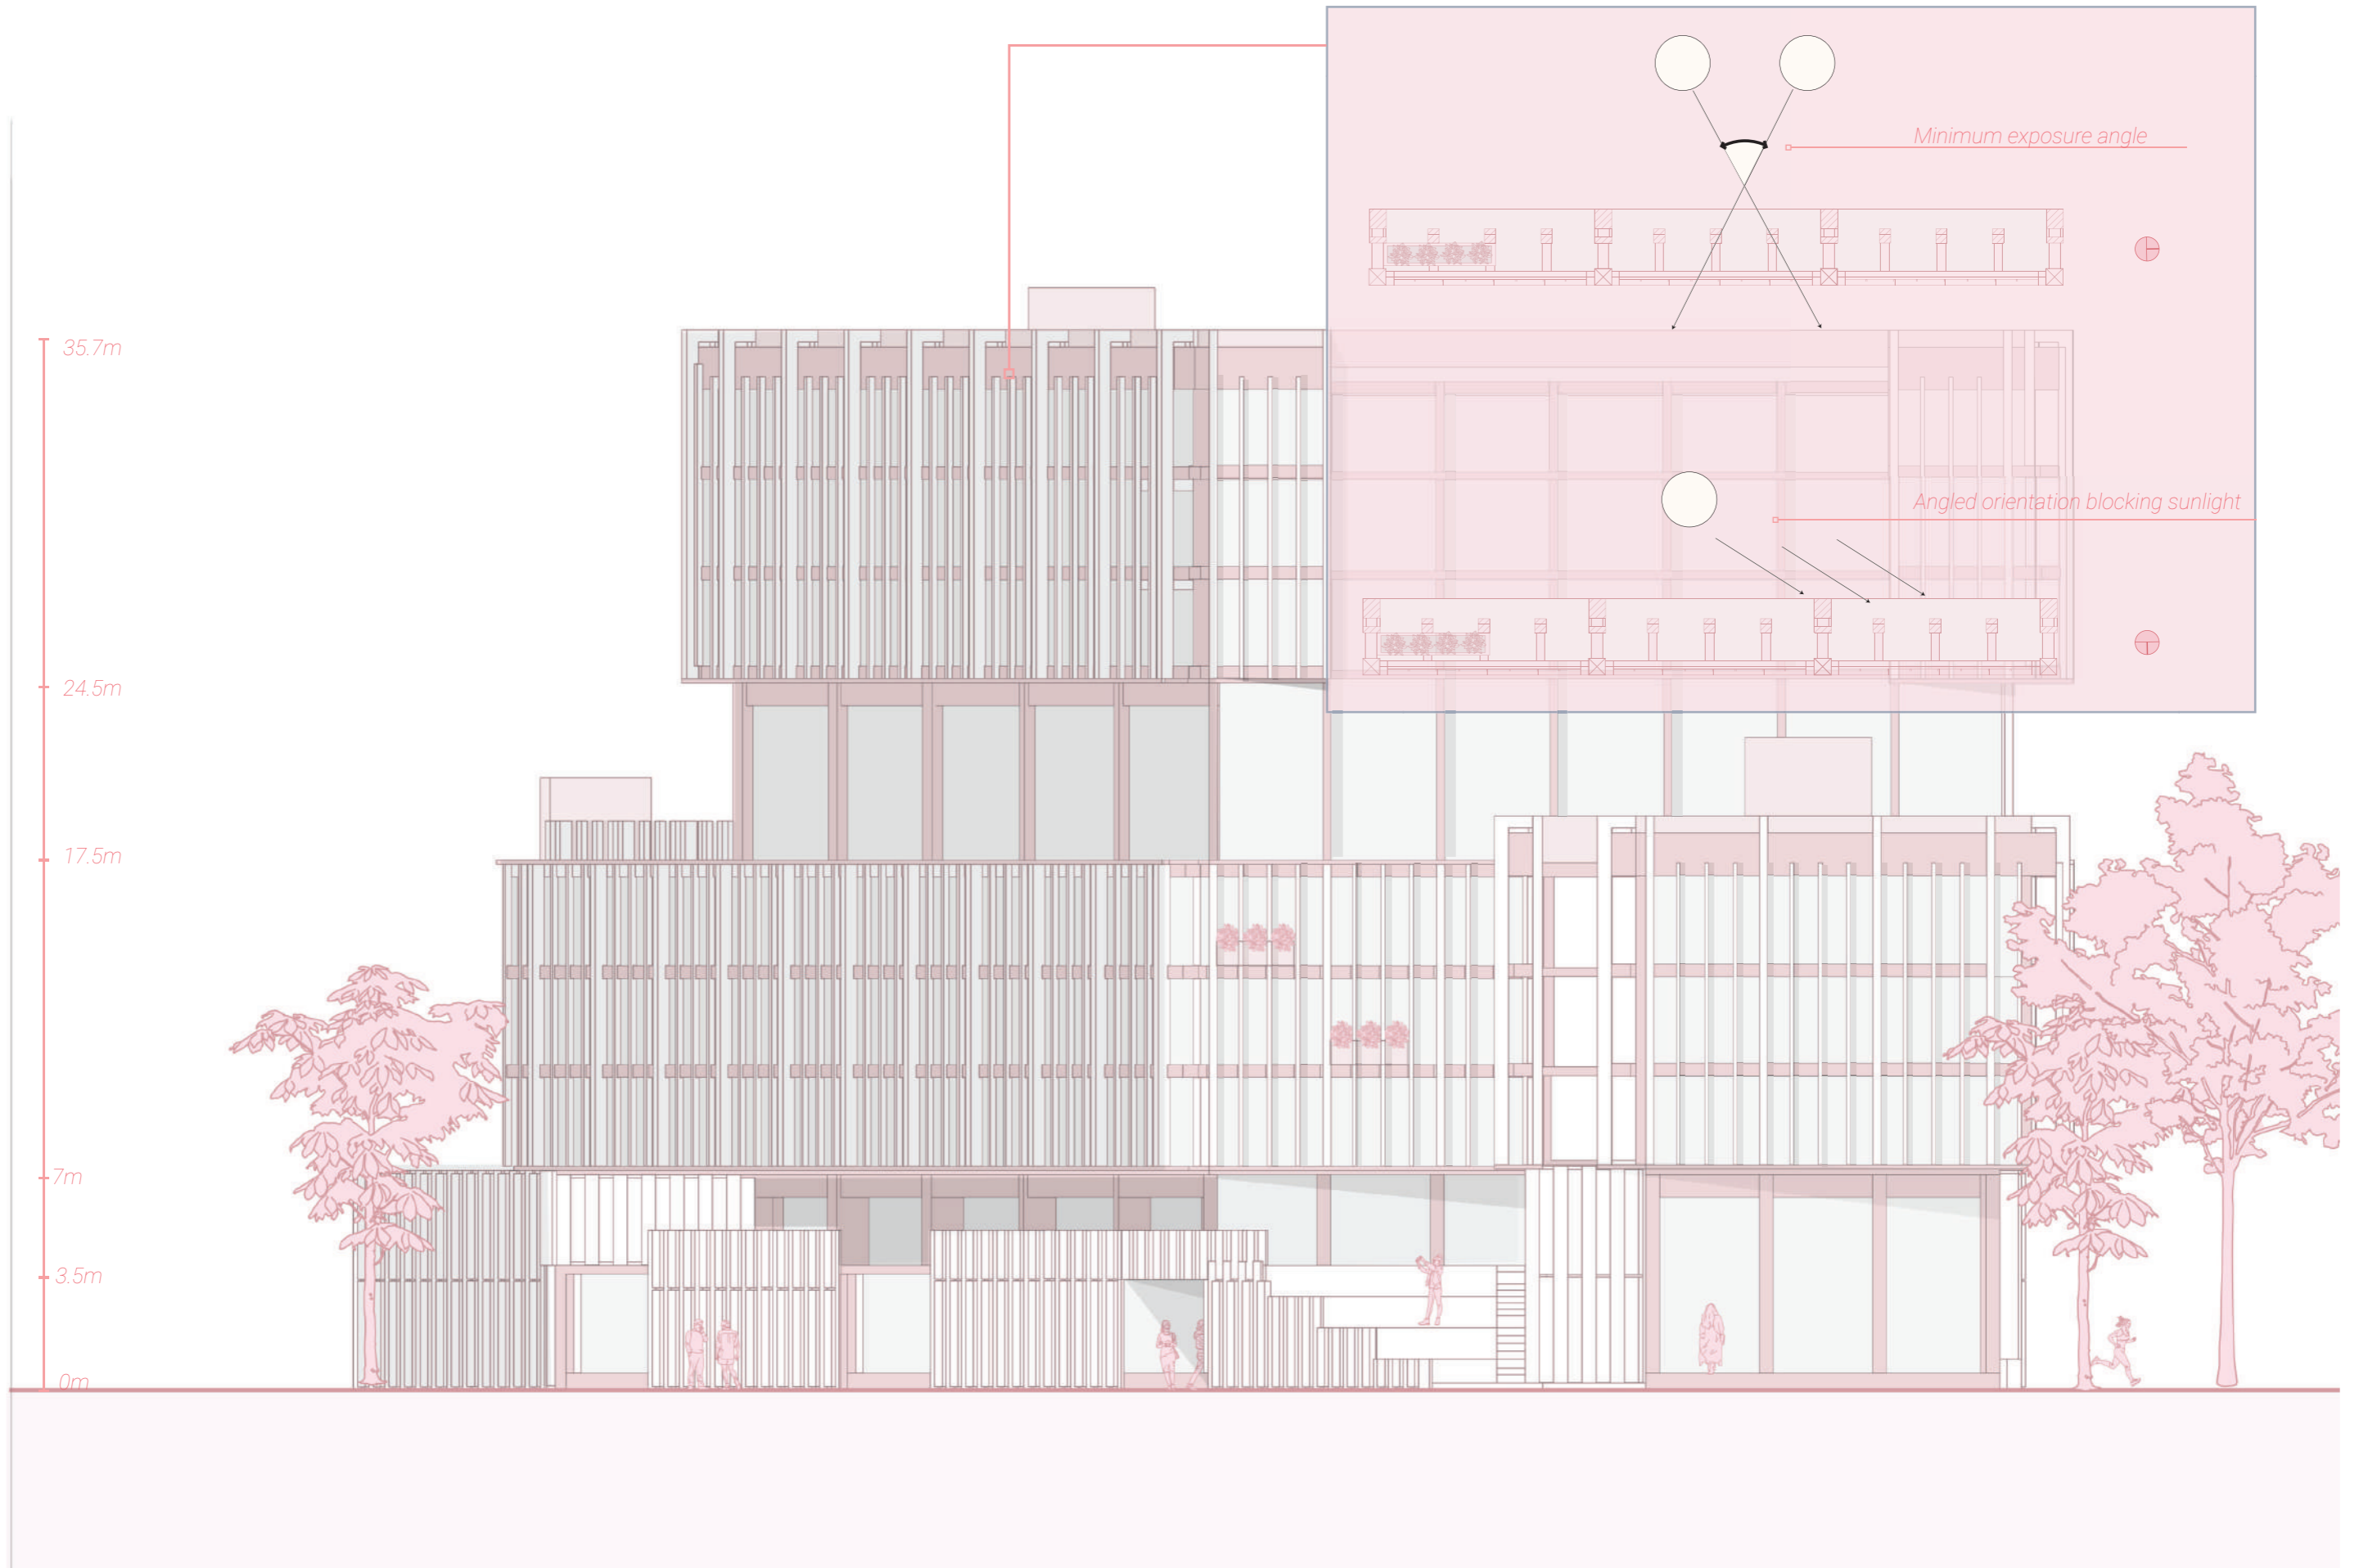 Minimum exposure angle
35.7m
Angled orientation blocking sunlight
24.5m
17.5m
7m
3.5m
0m